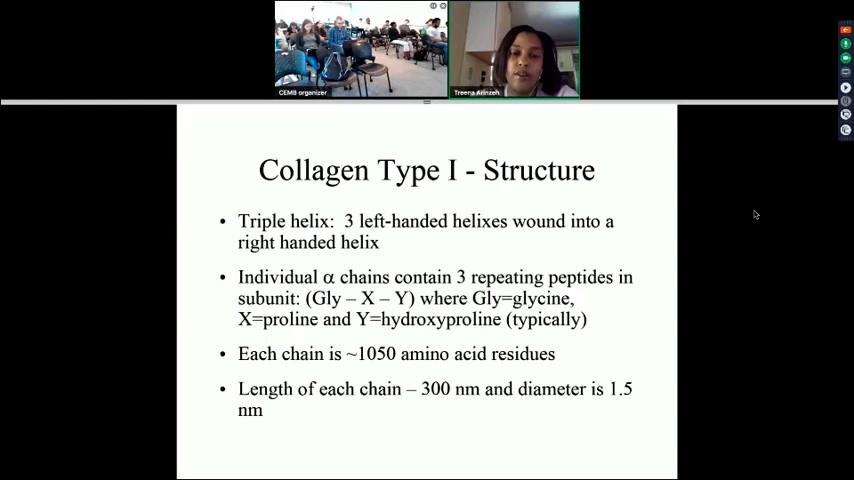 CEMB organizer
Treena Arinzeh
Collagen Type I - Structure
• Triple helix: 3 left-handed helixes wound into a
right handed helix
• Individual α chains contain 3 repeating peptides in
subunit: (Gly – X – Y) where Gly=glycine,
X=proline and Y=hydroxyproline (typically)
• Each chain is ~1050 amino acid residues
• Length of each chain – 300 nm and diameter is 1.5
nm